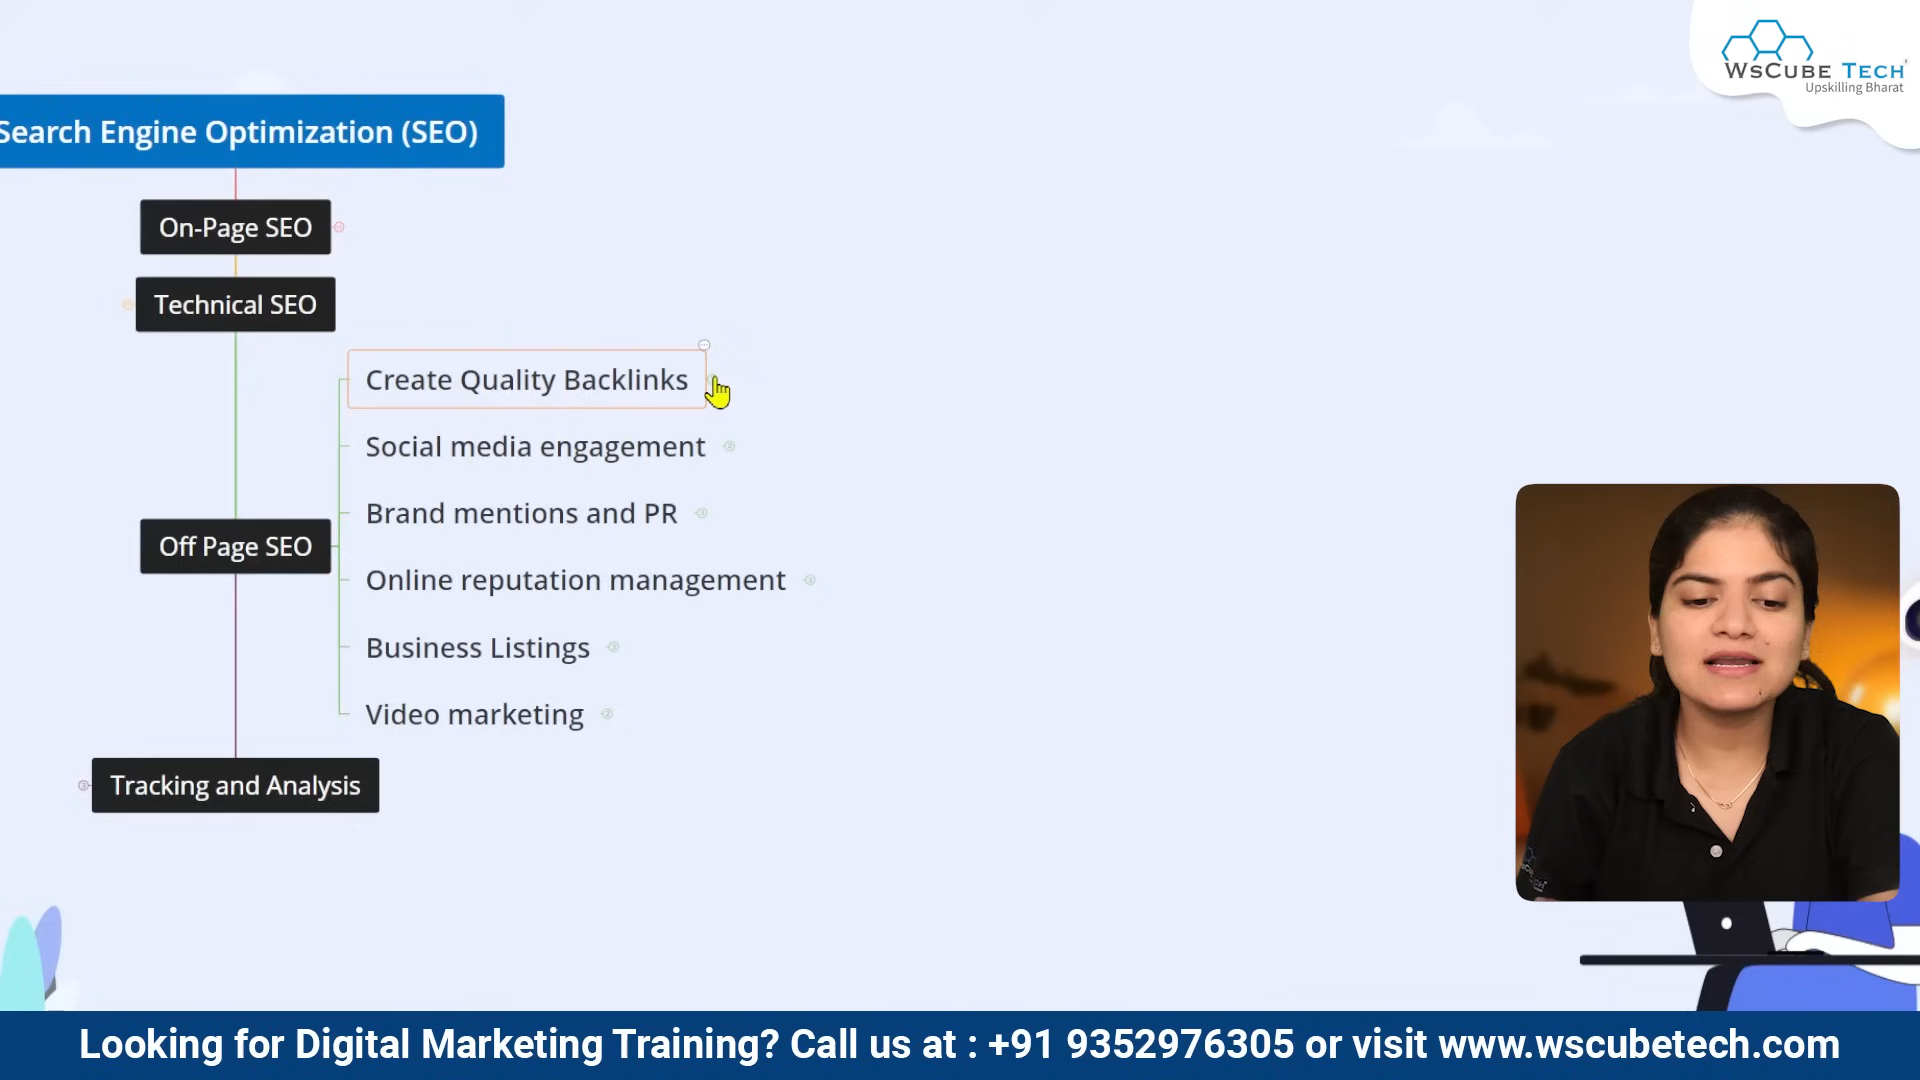 WsCube Tech
Upskilling Bharat
Search Engine Optimization (SEO)
On-Page SEO
Technical SEO
Create Quality Backlinks
Social media engagement
Brand mentions and PR
Off Page SEO
Online reputation management
Business Listings
Video marketing
Tracking and Analysis
Looking for Digital Marketing Training? Call us at : +91 9352976305 or visit www.wscubetech.com